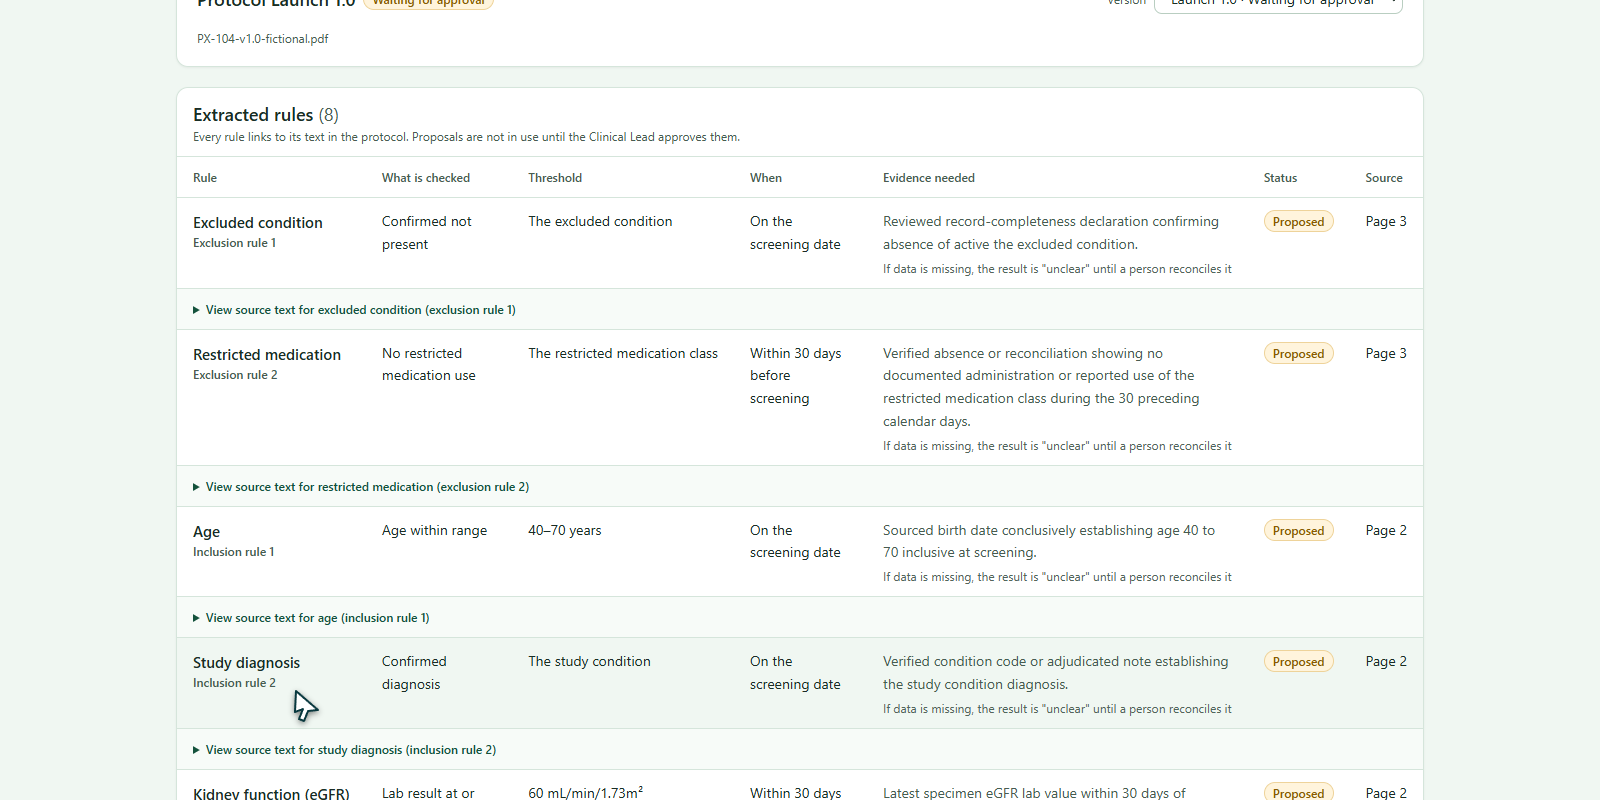 Protocol Launch 1.0 Waiting for approval
Version Launch 1.0 · Waiting for approval
PX-104-v1.0-fictional.pdf
Extracted rules (8)
Every rule links to its text in the protocol. Proposals are not in use until the Clinical Lead approves them.
Rule What is checked Threshold When Evidence needed Status Source
Excluded condition
Exclusion rule 1
Confirmed not
present
The excluded condition
On the
screening date
Reviewed record-completeness declaration confirming
absence of active the excluded condition.
If data is missing, the result is "unclear" until a person reconciles it
Proposed
Page 3
▶ View source text for excluded condition (exclusion rule 1)
Restricted medication
Exclusion rule 2
No restricted
medication use
The restricted medication class
Within 30 days
before
screening
Verified absence or reconciliation showing no
documented administration or reported use of the
restricted medication class during the 30 preceding
calendar days.
If data is missing, the result is "unclear" until a person reconciles it
Proposed
Page 3
▶ View source text for restricted medication (exclusion rule 2)
Age
Inclusion rule 1
Age within range
40–70 years
On the
screening date
Sourced birth date conclusively establishing age 40 to
70 inclusive at screening.
If data is missing, the result is "unclear" until a person reconciles it
Proposed
Page 2
▶ View source text for age (inclusion rule 1)
Study diagnosis
Inclusion rule 2
Confirmed
diagnosis
The study condition
On the
screening date
Verified condition code or adjudicated note establishing
the study condition diagnosis.
If data is missing, the result is "unclear" until a person reconciles it
Proposed
Page 2
▶ View source text for study diagnosis (inclusion rule 2)
Kidney function (eGFR)
Lab result at or
60 mL/min/1.73m²
Within 30 days
Latest specimen eGFR lab value within 30 days of
Proposed
Page 2